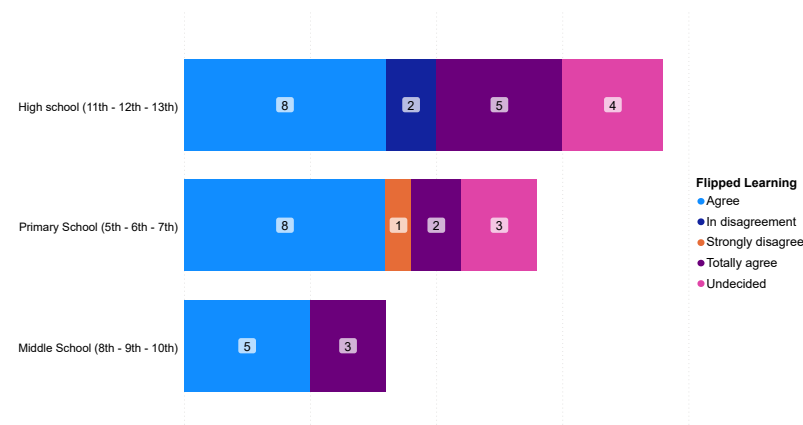 High school (11th - 12th - 13th)
8
2
5
4
Primary School (5th - 6th - 7th)
8
1
2
3
Middle School (8th - 9th - 10th)
5
3
Flipped Learning
Agree
In disagreement
Strongly disagree
Totally agree
Undecided